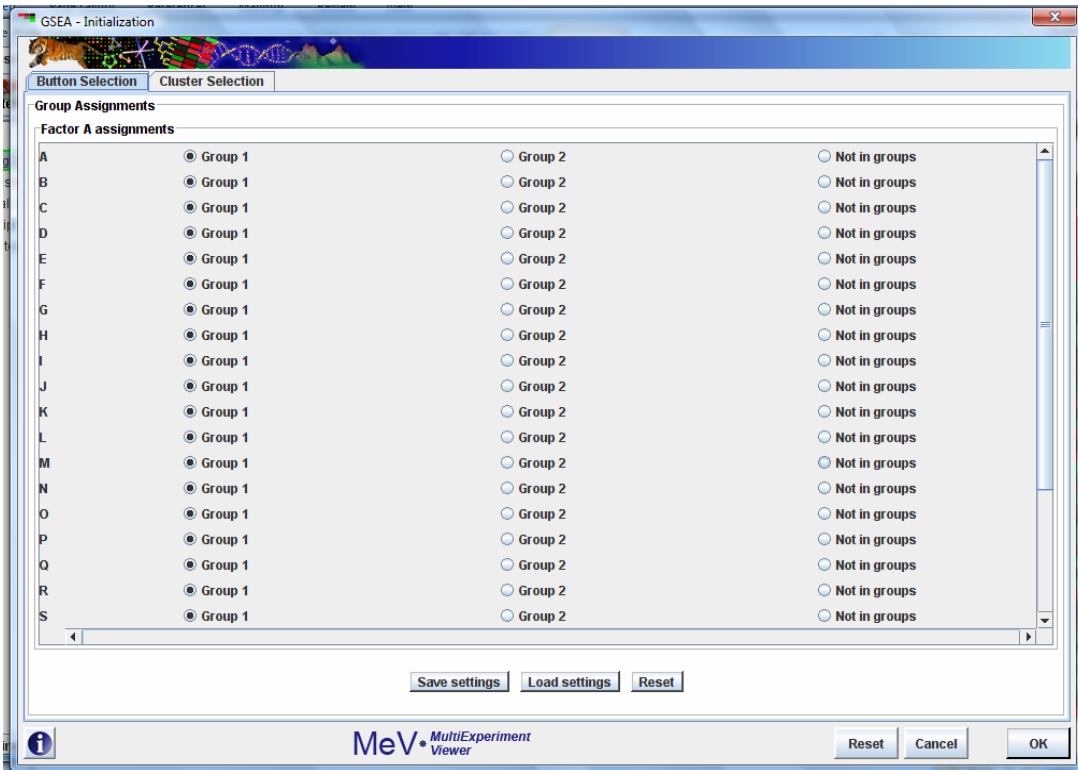 GSEA - Initialization
Button Selection Cluster Selection
Group Assignments
Factor A assignments
A Group 1 Group 2 Not in groups
B Group 1 Group 2 Not in groups
C Group 1 Group 2 Not in groups
D Group 1 Group 2 Not in groups
E Group 1 Group 2 Not in groups
F Group 1 Group 2 Not in groups
G Group 1 Group 2 Not in groups
H Group 1 Group 2 Not in groups
I Group 1 Group 2 Not in groups
J Group 1 Group 2 Not in groups
K Group 1 Group 2 Not in groups
L Group 1 Group 2 Not in groups
M Group 1 Group 2 Not in groups
N Group 1 Group 2 Not in groups
O Group 1 Group 2 Not in groups
P Group 1 Group 2 Not in groups
Q Group 1 Group 2 Not in groups
R Group 1 Group 2 Not in groups
S Group 1 Group 2 Not in groups
Save settings Load settings Reset
MeV MultiExperiment
Viewer
Reset Cancel OK